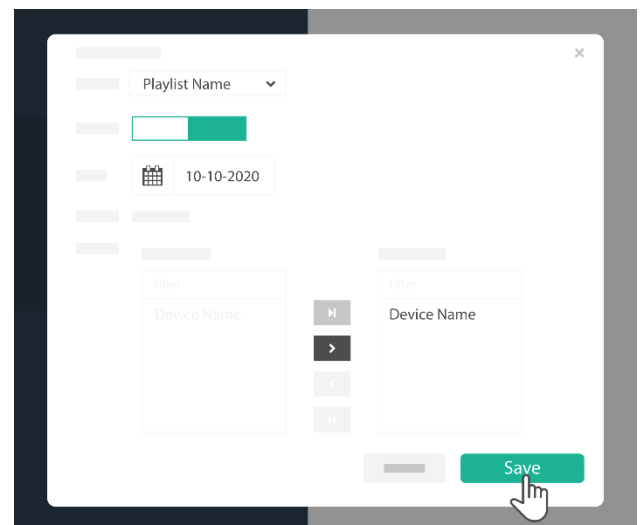 ×
Playlist Name
10-10-2020
Filter
Filter
Device Name
Device Name
Save